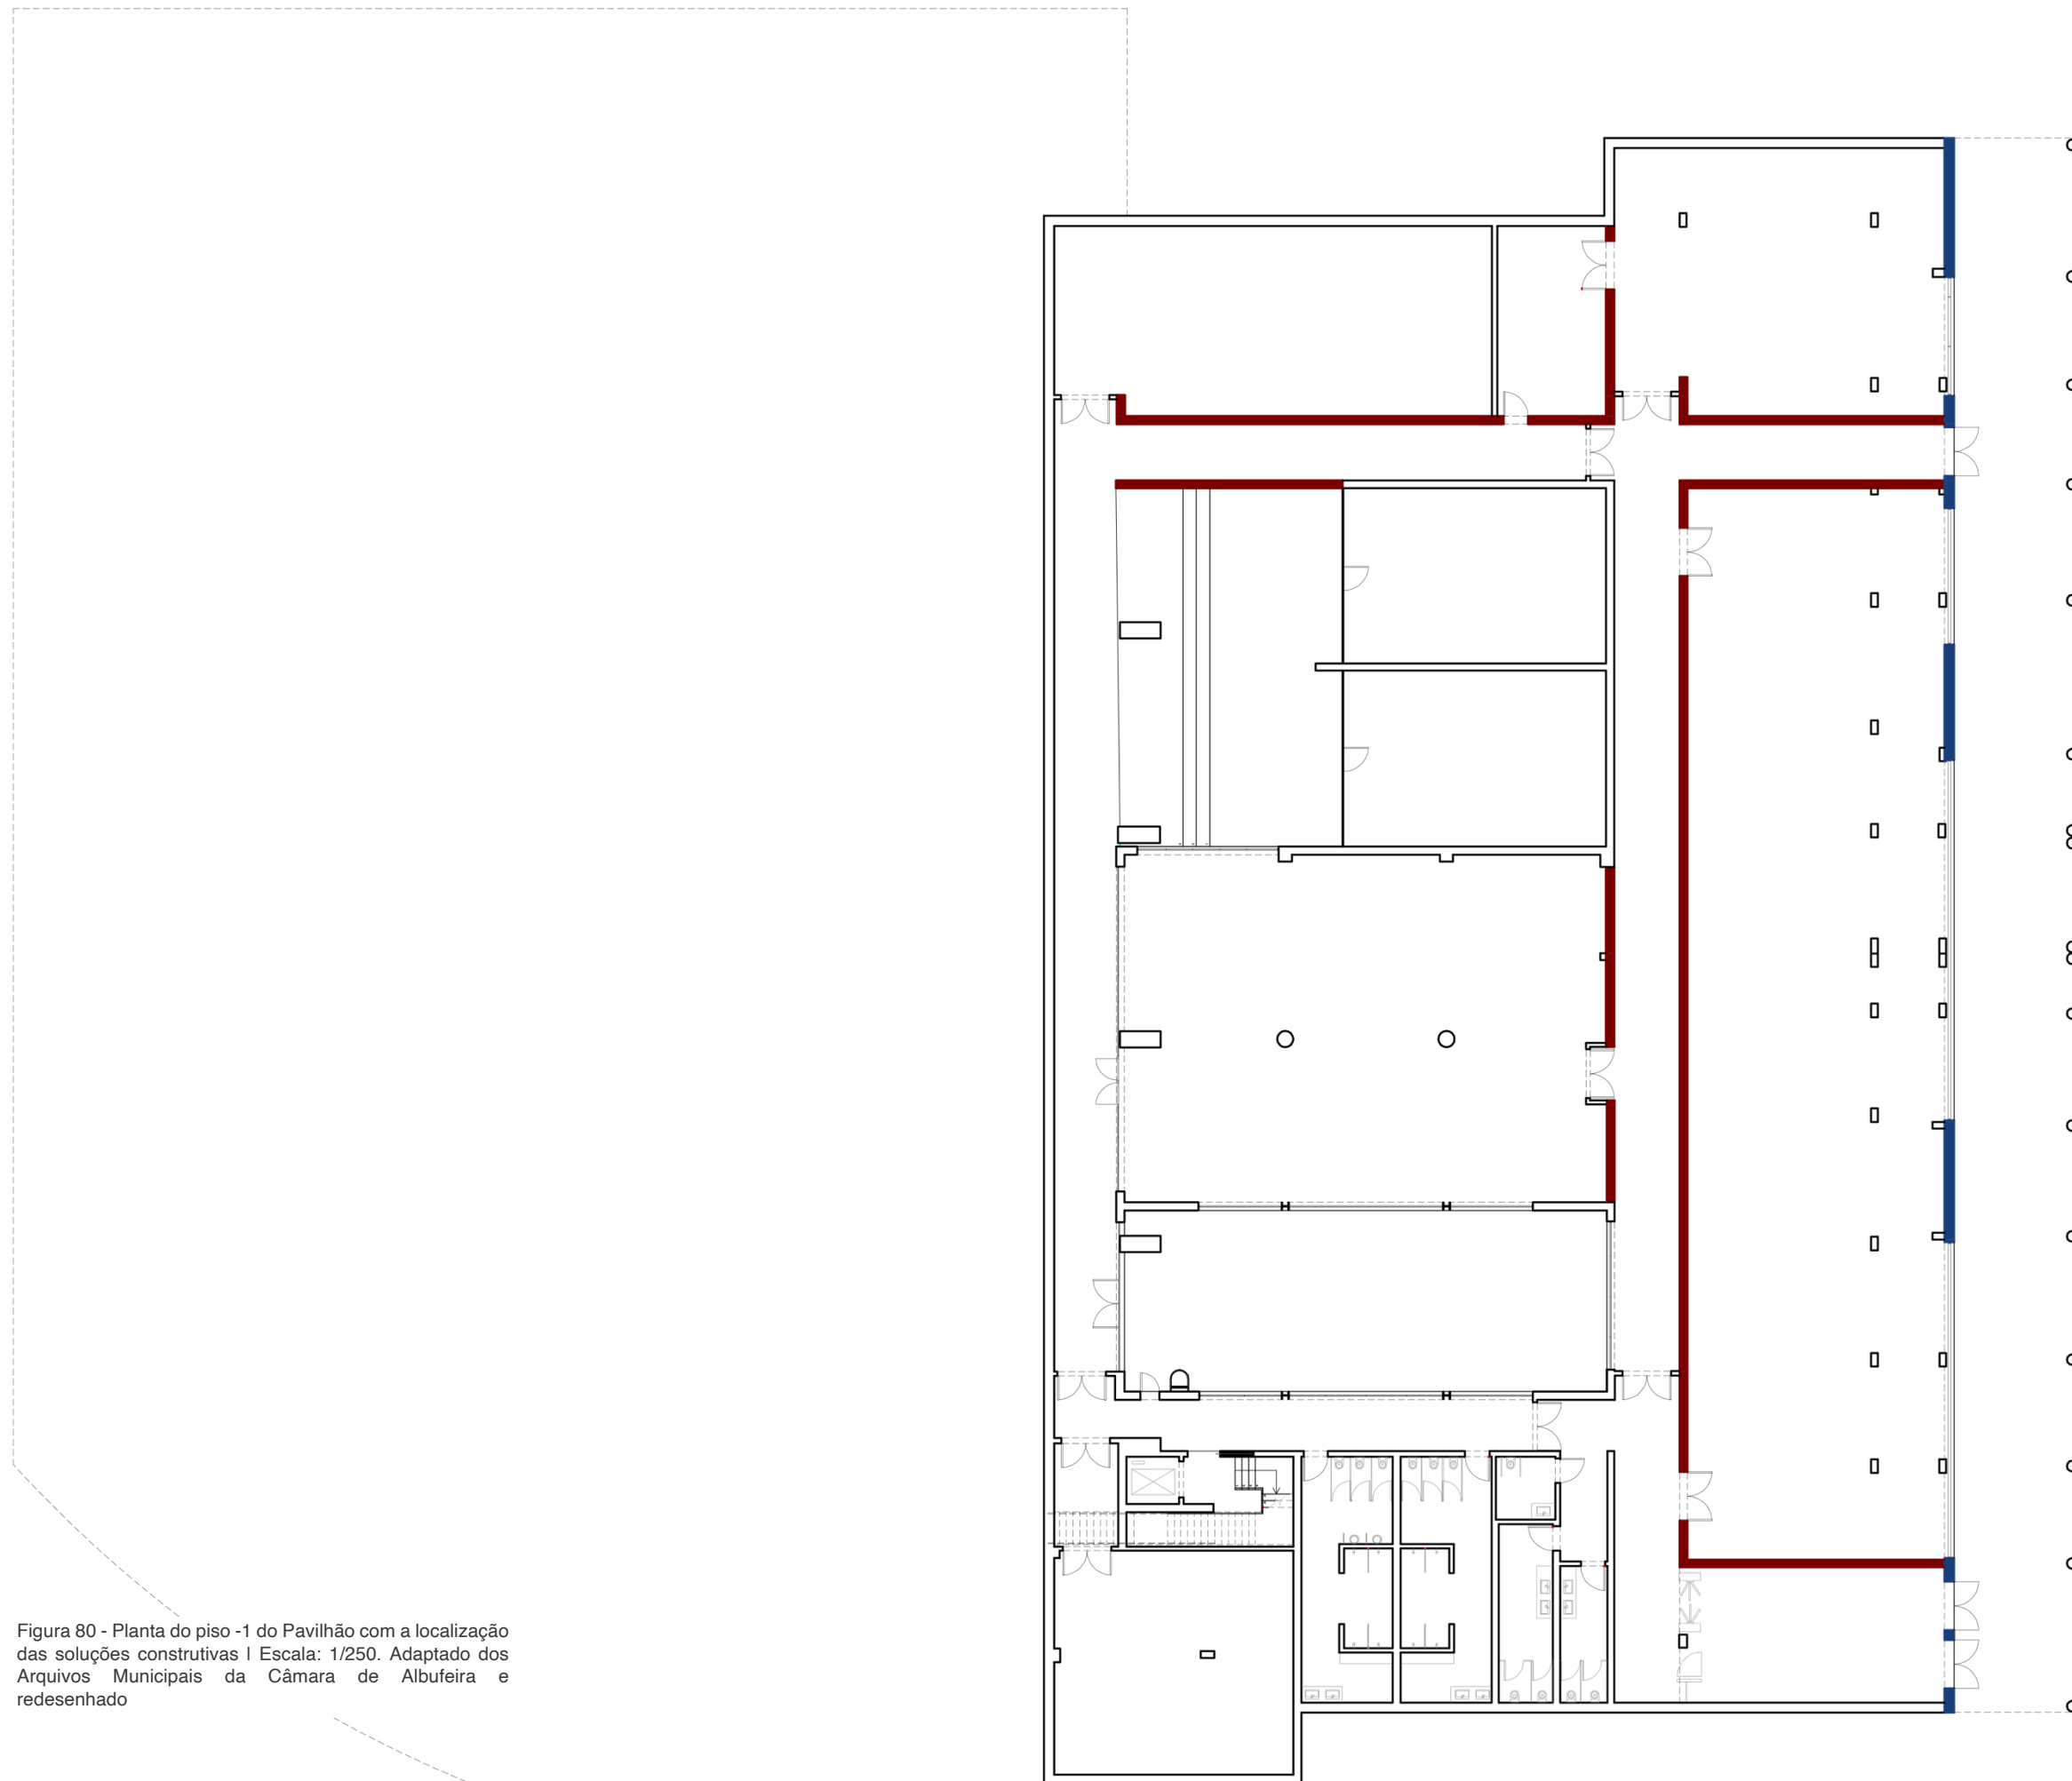 Figura 80 - Planta do piso -1 do Pavilhão com a localização
das soluções construtivas | Escala: 1/250. Adaptado dos
Arquivos Municipais da Câmara de Albufeira e
redesenhado